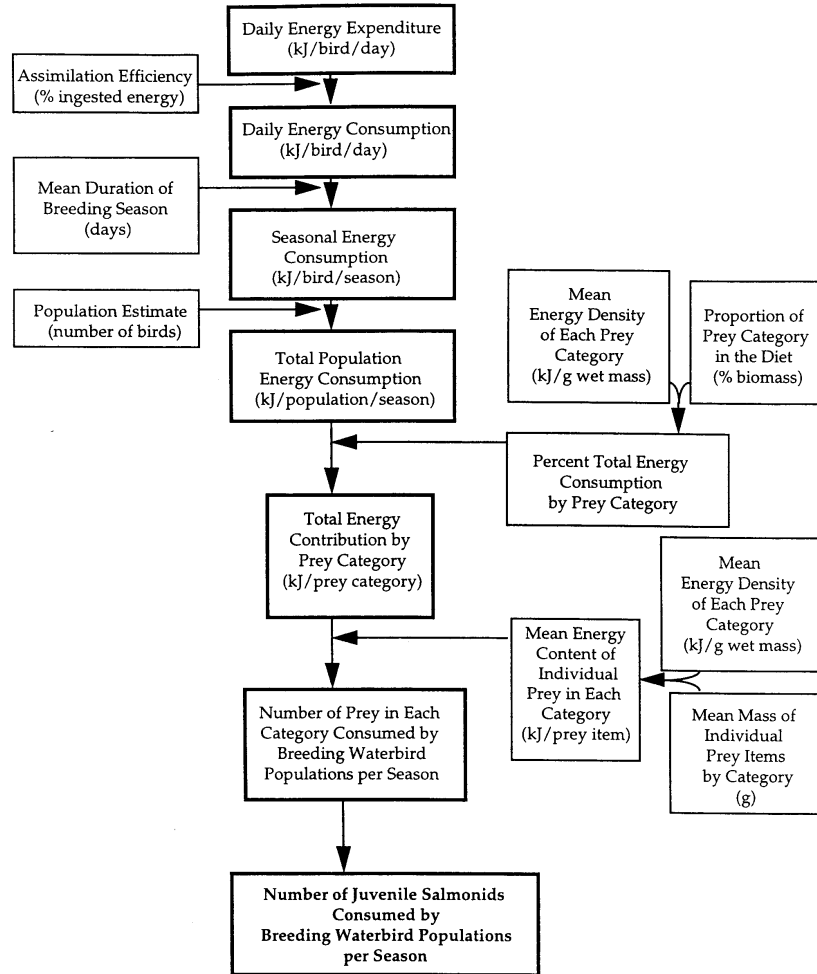 Daily Energy Expenditure
(kJ/bird/day)
Assimilation Efficiency
(% ingested energy)
Daily Energy Consumption
(kJ/bird/day)
Mean Duration of
Breeding Season
(days)
Seasonal Energy
Consumption
(kJ/bird/season)
Population Estimate
(number of birds)
Total Population
Energy Consumption
(kJ/population/season)
Mean
Energy Density
of Each Prey
Category
(kJ/g wet mass)
Proportion of
Prey Category
in the Diet
(% biomass)
Percent Total Energy
Consumption
by Prey Category
Total Energy
Contribution by
Prey Category
(kJ/prey category)
Mean
Energy Density
of Each Prey
Category
(kJ/g wet mass)
Mean Energy
Content of
Individual
Prey in Each
Category
(kJ/prey item)
Mean Mass of
Individual
Prey Items
by Category
(g)
Number of Prey in Each
Category Consumed by
Breeding Waterbird
Populations per Season
Number of Juvenile Salmonids
Consumed by
Breeding Waterbird Populations
per Season